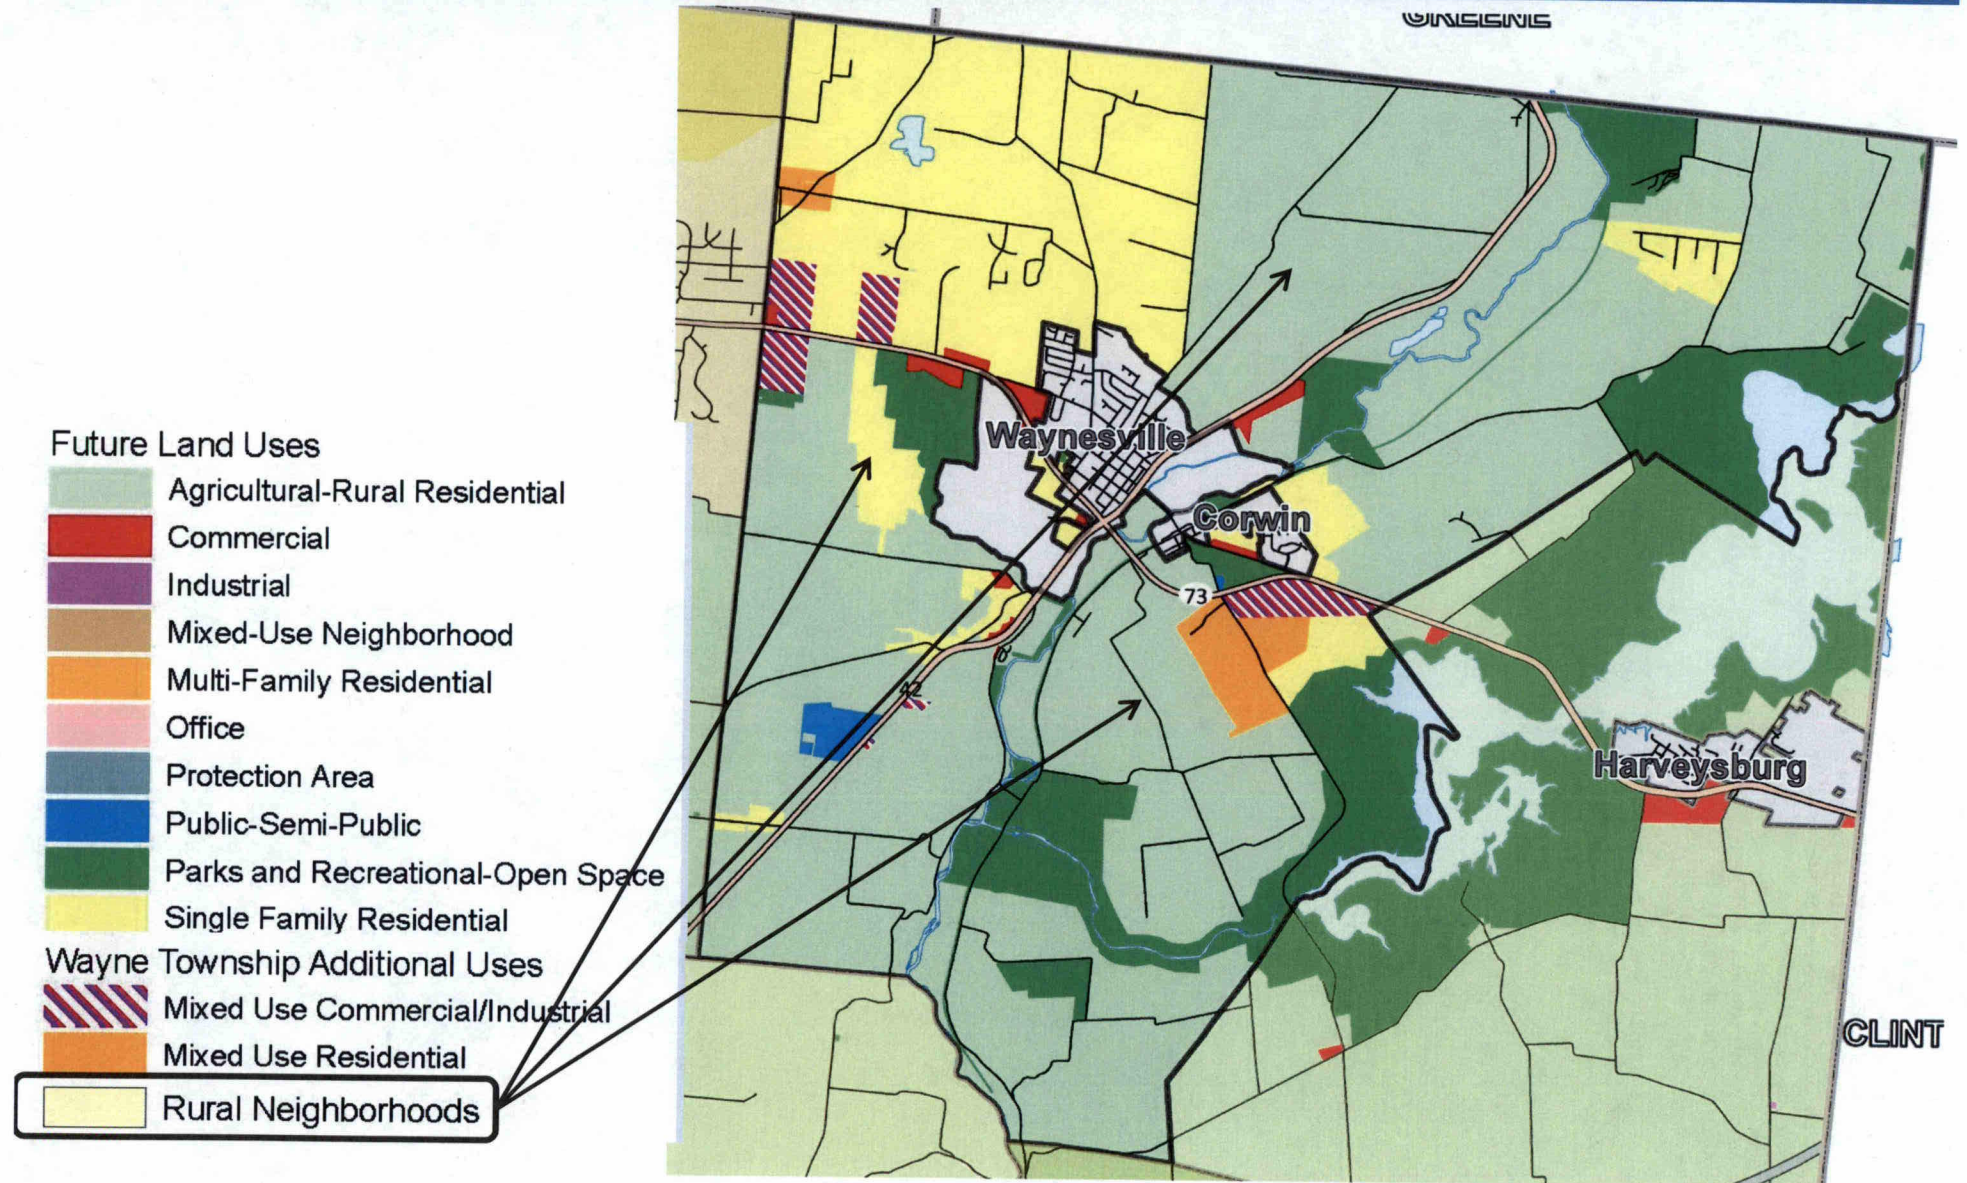 GREENE
Waynesville
Corwin
73
42
Harveysburg
CLINT
Future Land Uses
Agricultural-Rural Residential
Commercial
Industrial
Mixed-Use Neighborhood
Multi-Family Residential
Office
Protection Area
Public-Semi-Public
Parks and Recreational-Open Space
Single Family Residential
Wayne Township Additional Uses
Mixed Use Commercial/Industrial
Mixed Use Residential
Rural Neighborhoods